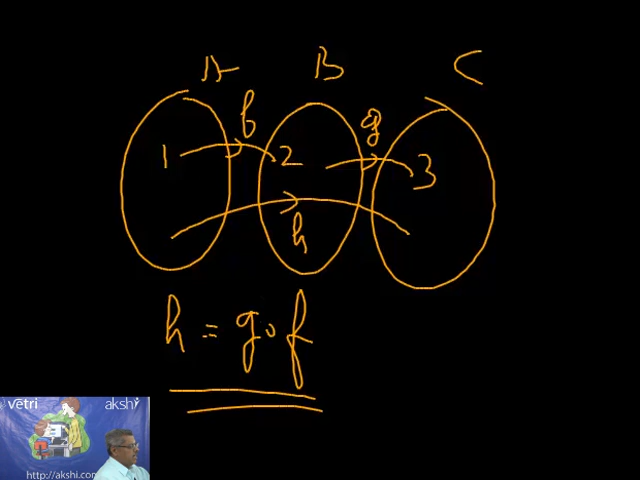 A B C
f g
1 2 3
h
h = g∘f
vetri akshi
http://akshi.com